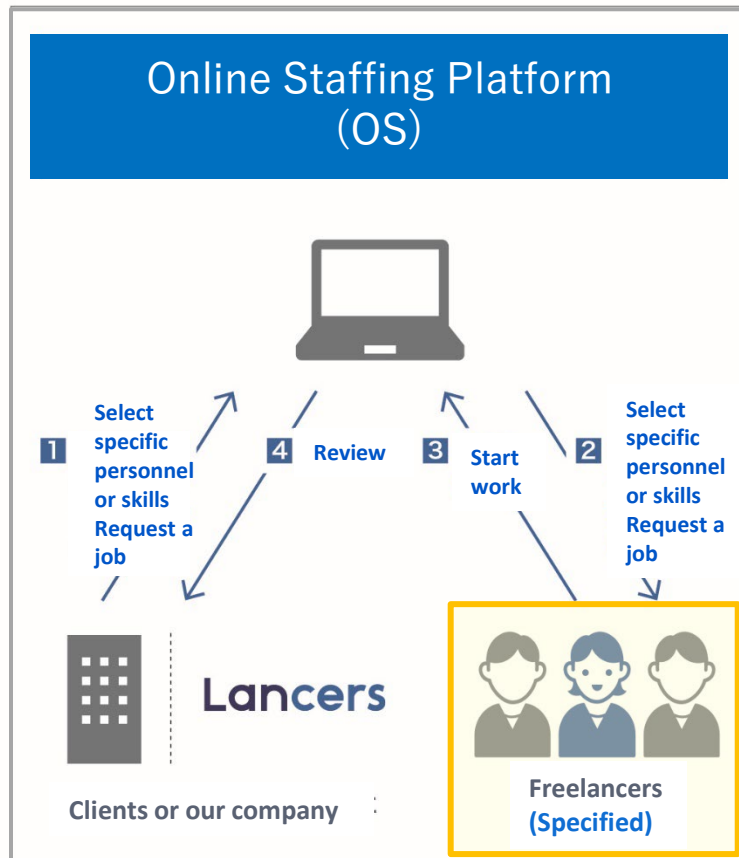 Online Staffing Platform
(OS)
1
Select
specific
personnel
or skills
Request a
job
4
Review
3
Start
work
2
Select
specific
personnel
or skills
Request a
job
Lancers
Clients or our company :
Freelancers
(Specified)